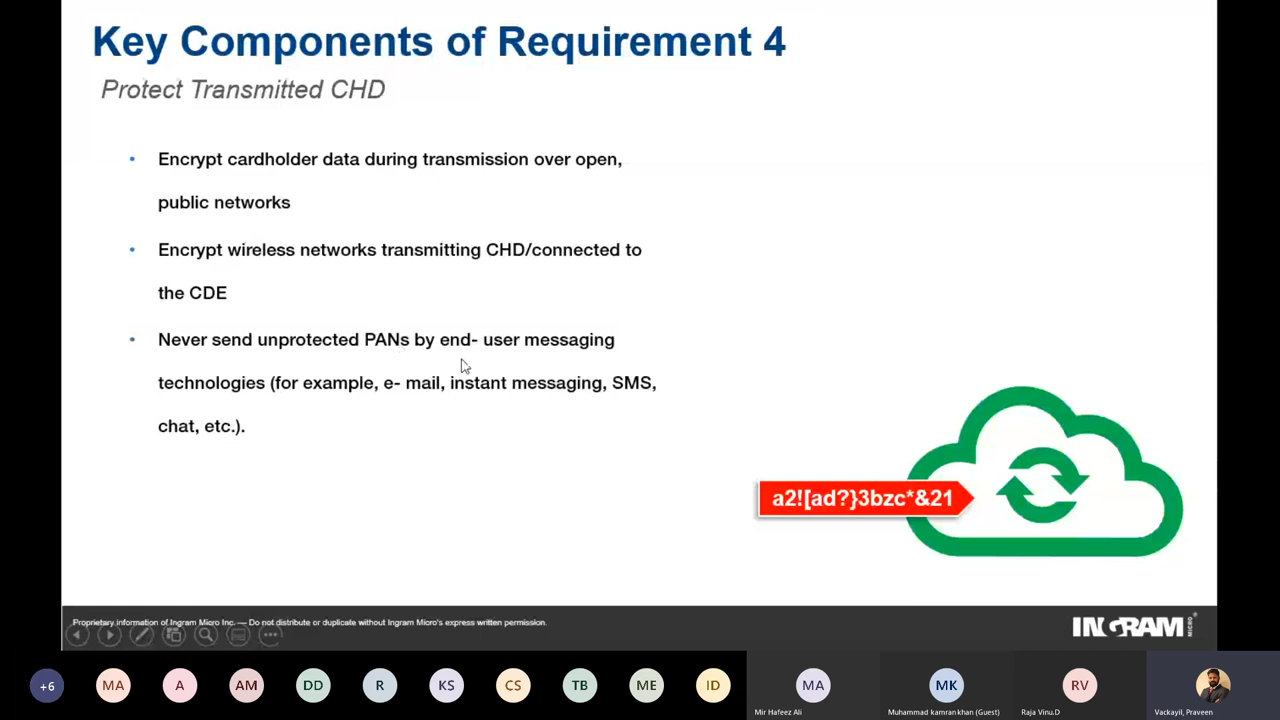 Key Components of Requirement 4
Protect Transmitted CHD
• Encrypt cardholder data during transmission over open,
public networks
• Encrypt wireless networks transmitting CHD/connected to
the CDE
• Never send unprotected PANs by end- user messaging
technologies (for example, e- mail, instant messaging, SMS,
chat, etc.).
a2![ad?}3bzc*&21
Proprietary information of Ingram Micro Inc. — Do not distribute or duplicate without Ingram Micro's express written permission.
INGRAM MICRO
+6 MA A AM DD R KS CS TB ME ID MA MK RV
Mir Hafeez Ali Muhammad kamran khan (Guest) Raja Vinu.D Vackayil, Praveen